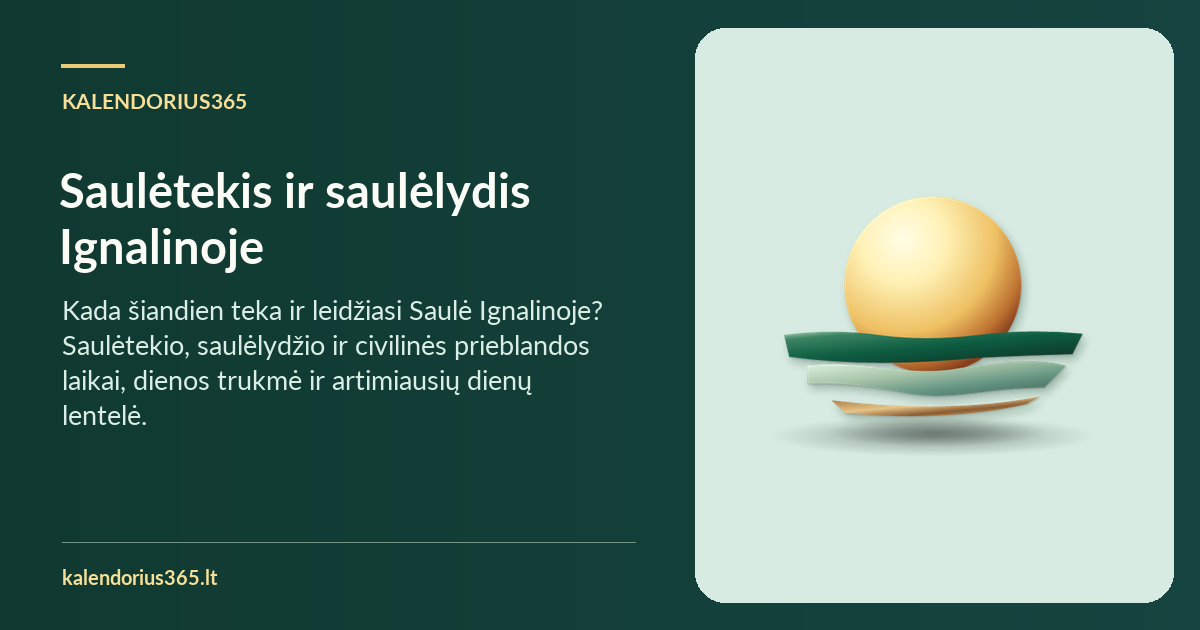 KALENDORIUS365
Saulėtekis ir saulėlydis
Ignalinoje
Kada šiandien teka ir leidžiasi Saulė Ignalinoje?
Saulėtekio, saulėlydžio ir civilinės prieblandos
laikai, dienos trukmė ir artimiausių dienų
lentelė.
kalendorius365.lt